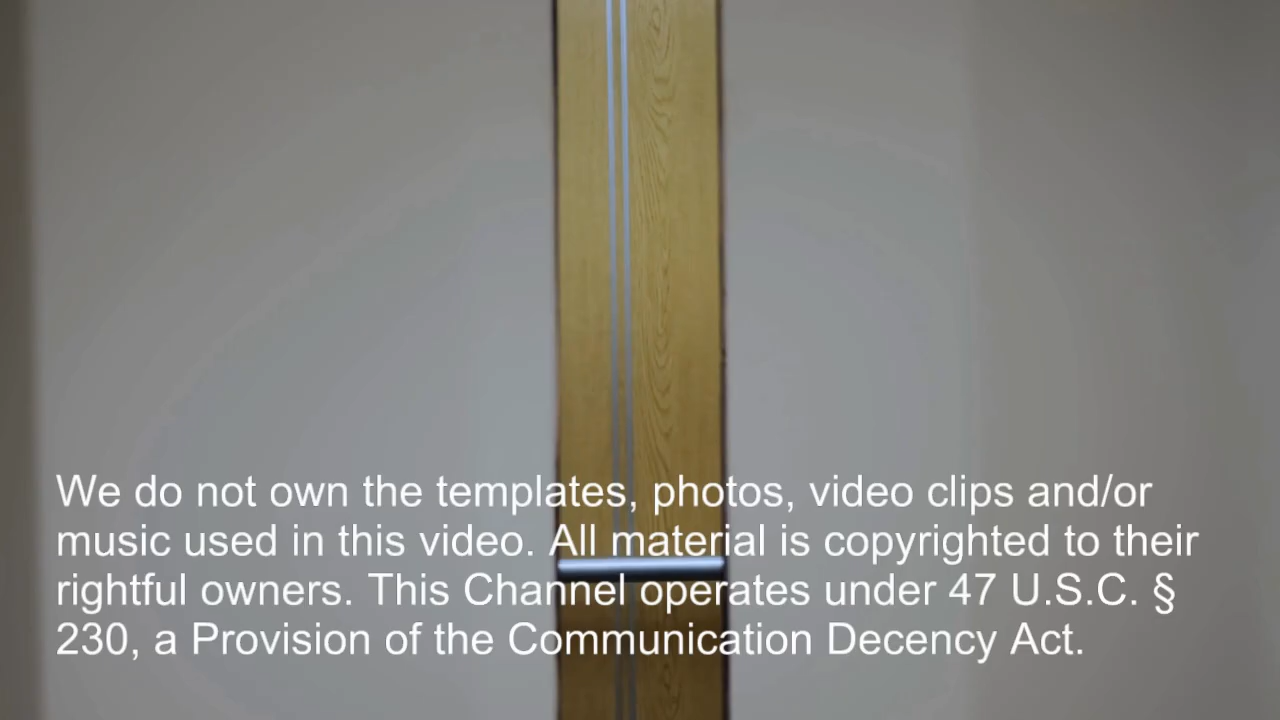 We do not own the templates, photos, video clips and/or
music used in this video. All material is copyrighted to their
rightful owners. This Channel operates under 47 U.S.C. §
230, a Provision of the Communication Decency Act.